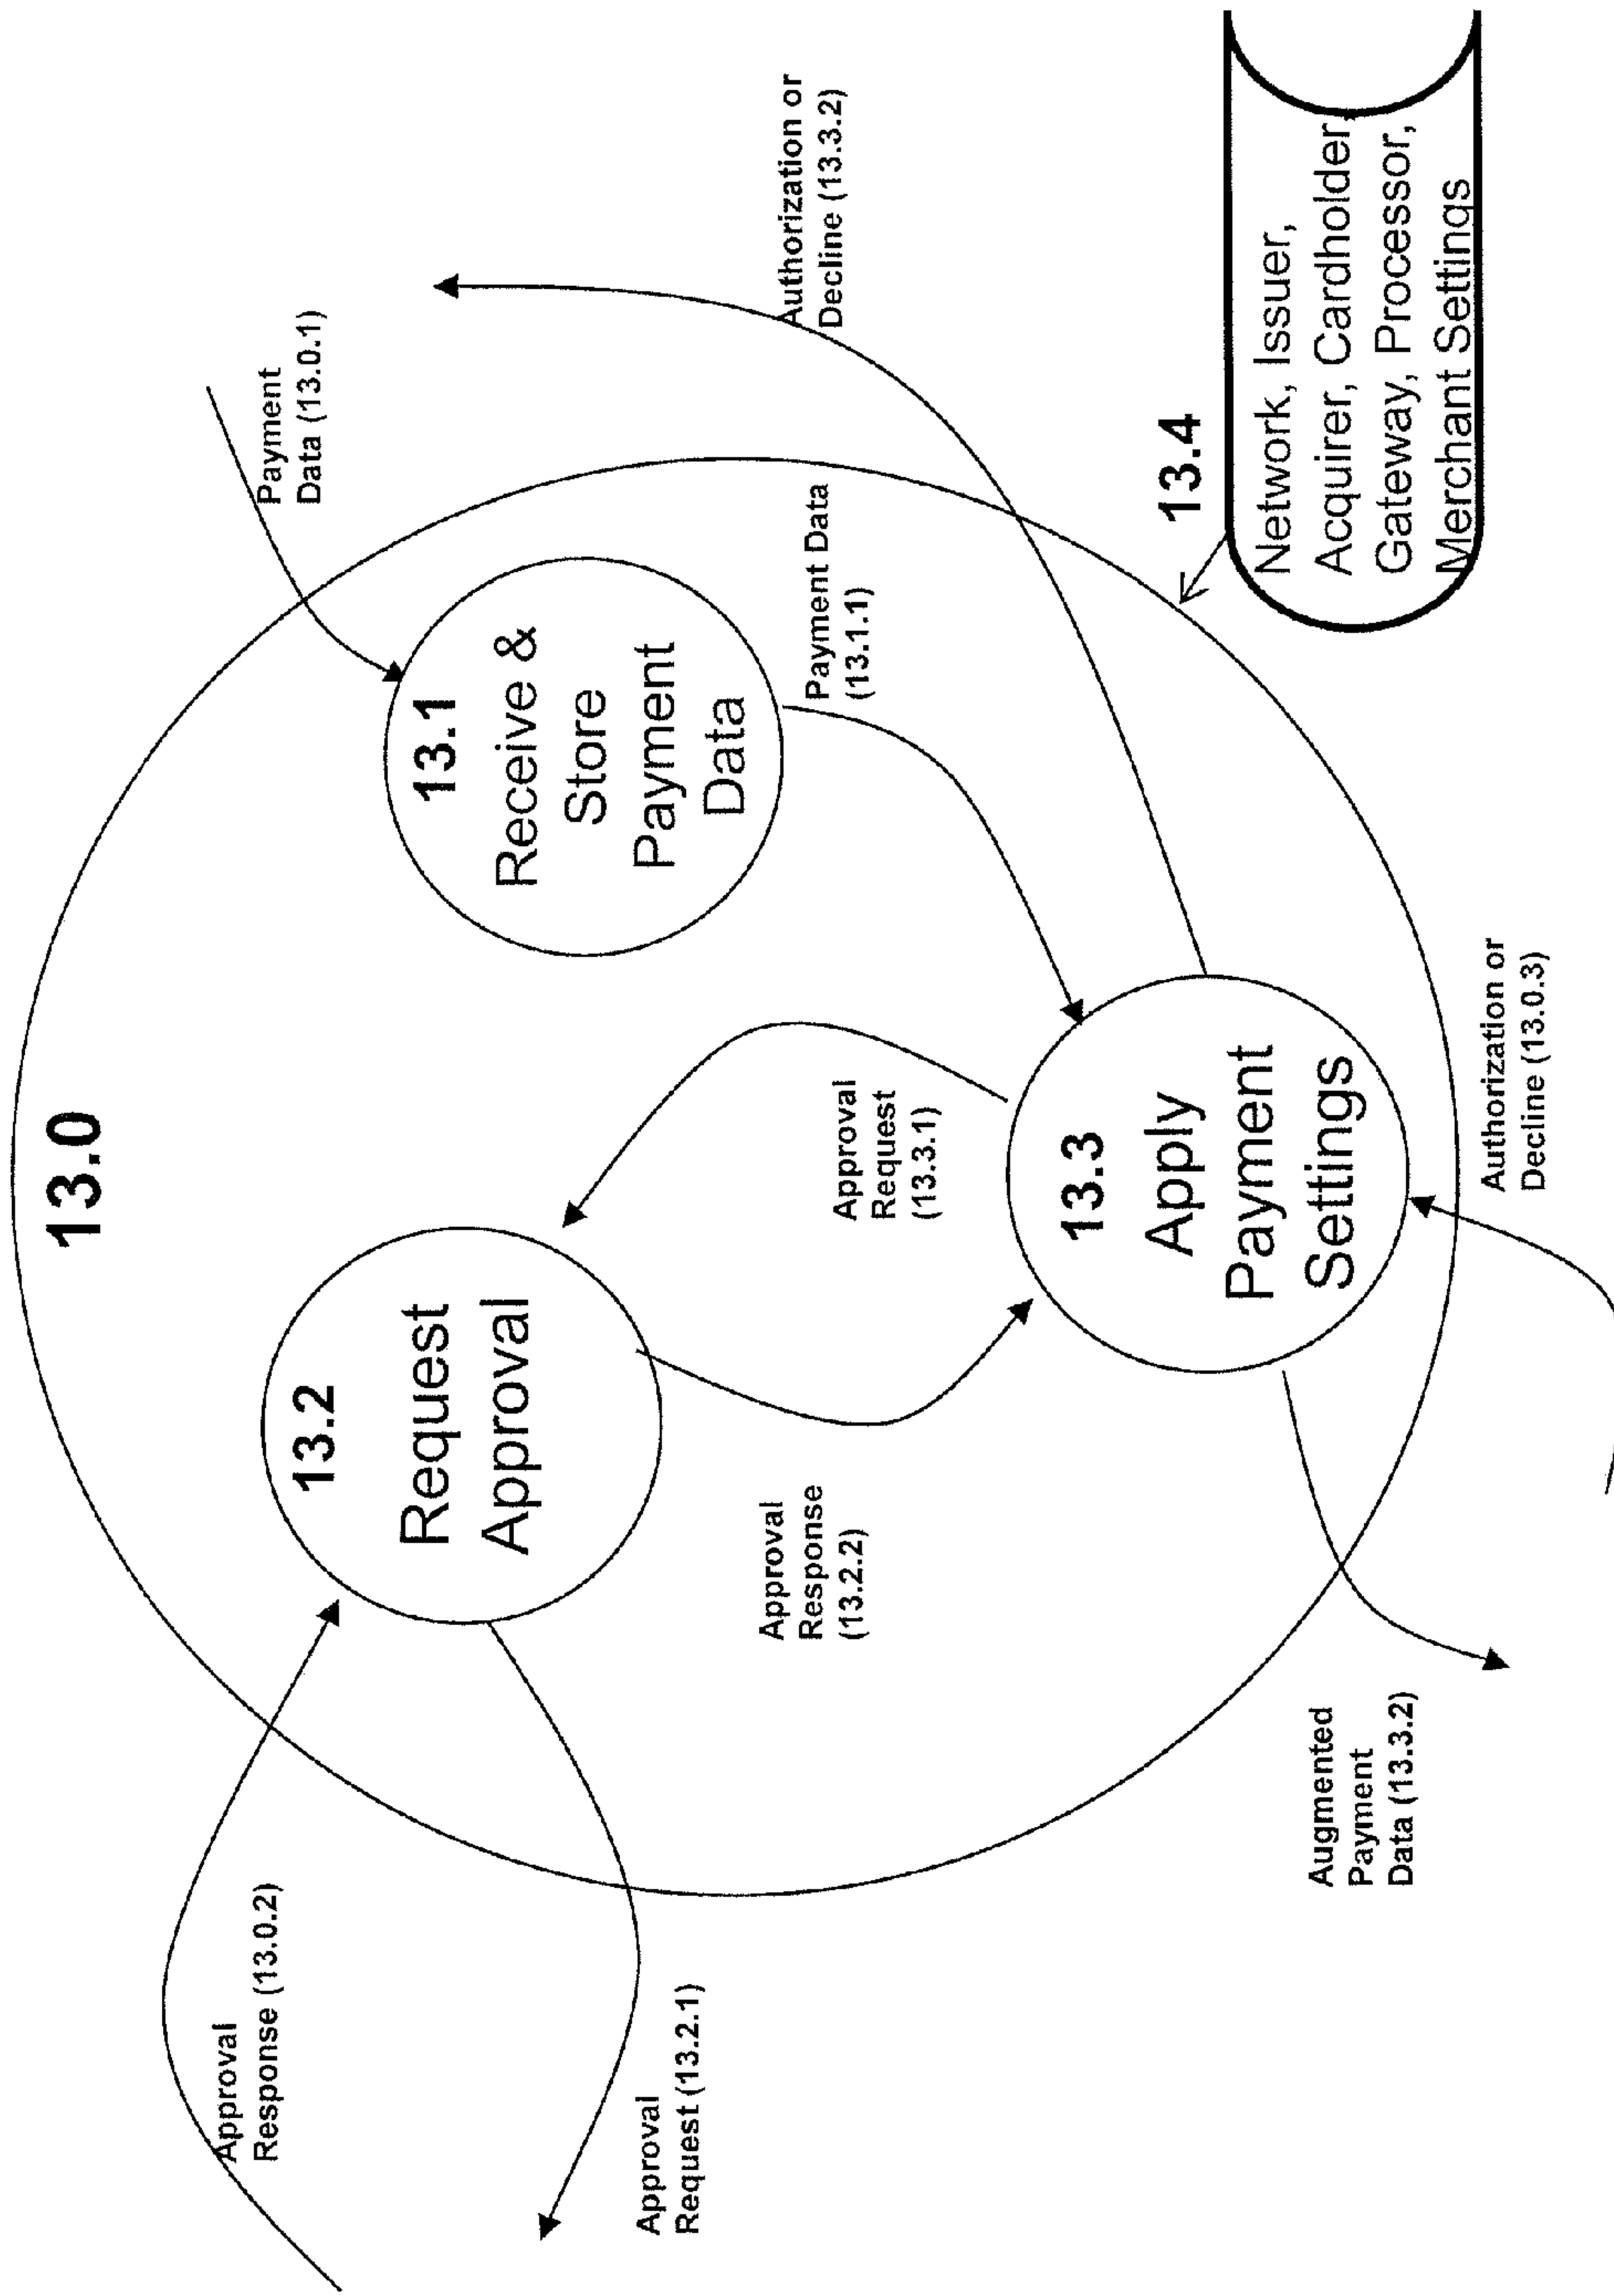 13.0
Approval
Response (13.0.2)
13.2
Request
Approval
Approval
Request (13.2.1)
Payment
Data (13.0.1)
13.1
Receive &
Store
Payment
Data
Authorization or
Decline (13.3.2)
Payment Data
(13.1.1)
Approval
Response
(13.2.2)
Approval
Request
(13.3.1)
13.3
Apply
Payment
Settings
13.4
Network, Issuer,
Acquirer, Cardholder,
Gateway, Processor,
Merchant Settings
Augmented
Payment
Data (13.3.2)
Authorization or
Decline (13.0.3)